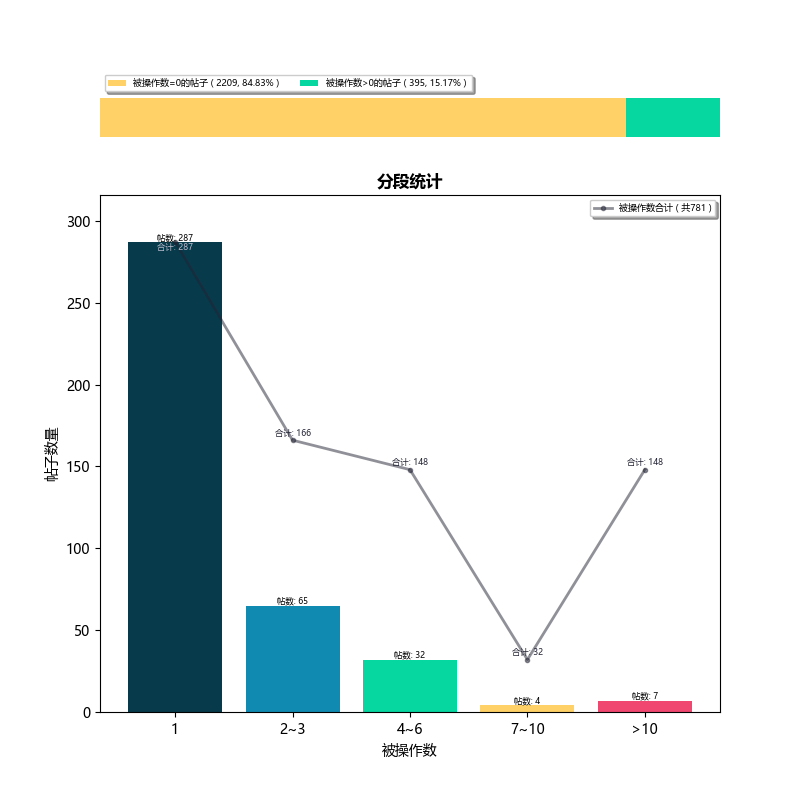 被操作数=0的帖子 ( 2209, 84.83% ) 被操作数>0的帖子 ( 395, 15.17% )
分段统计
被操作数合计 ( 共781 )
300
250
200
150
100
50
0
帖子数量
帖数: 287
合计: 287
合计: 166
合计: 148
合计: 32
合计: 148
帖数: 65
帖数: 32
帖数: 4
帖数: 7
1 2~3 4~6 7~10 >10
被操作数